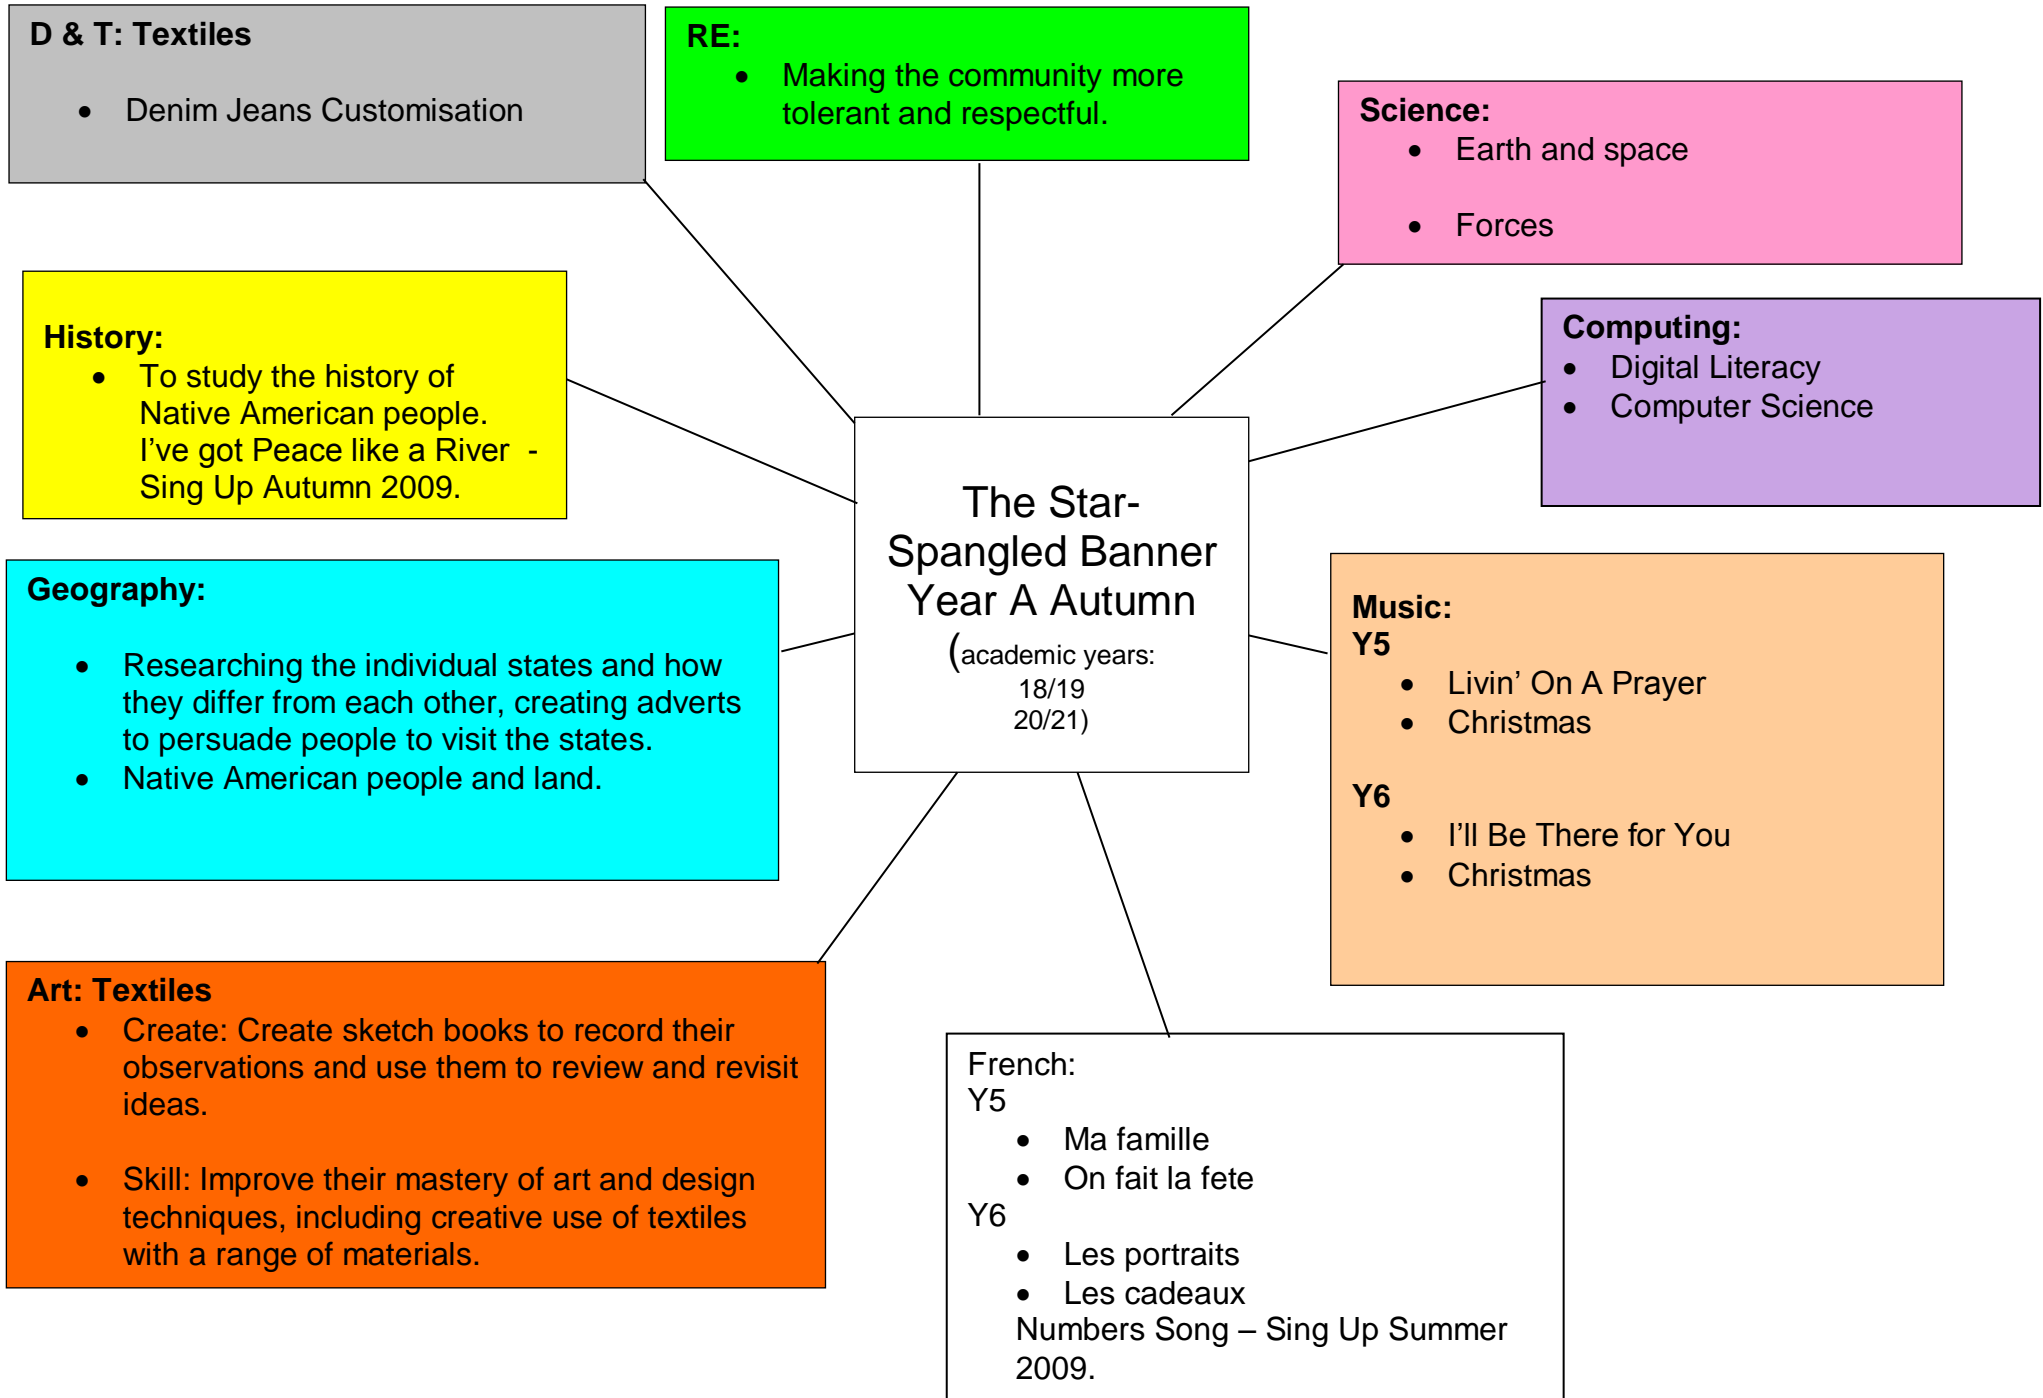 D & T: Textiles
• Denim Jeans Customisation
RE:
• Making the community more
tolerant and respectful.
Science:
• Earth and space
• Forces
History:
• To study the history of
Native American people.
I've got Peace like a River -
Sing Up Autumn 2009.
Computing:
• Digital Literacy
• Computer Science
The Star-
Spangled Banner
Year A Autumn
(academic years:
18/19
20/21)
Geography:
• Researching the individual states and how
they differ from each other, creating adverts
to persuade people to visit the states.
• Native American people and land.
Music:
Y5
• Livin' On A Prayer
• Christmas
Y6
• I'll Be There for You
• Christmas
Art: Textiles
• Create: Create sketch books to record their
observations and use them to review and revisit
ideas.
• Skill: Improve their mastery of art and design
techniques, including creative use of textiles
with a range of materials.
French:
Y5
• Ma famille
• On fait la fete
Y6
• Les portraits
• Les cadeaux
Numbers Song – Sing Up Summer
2009.